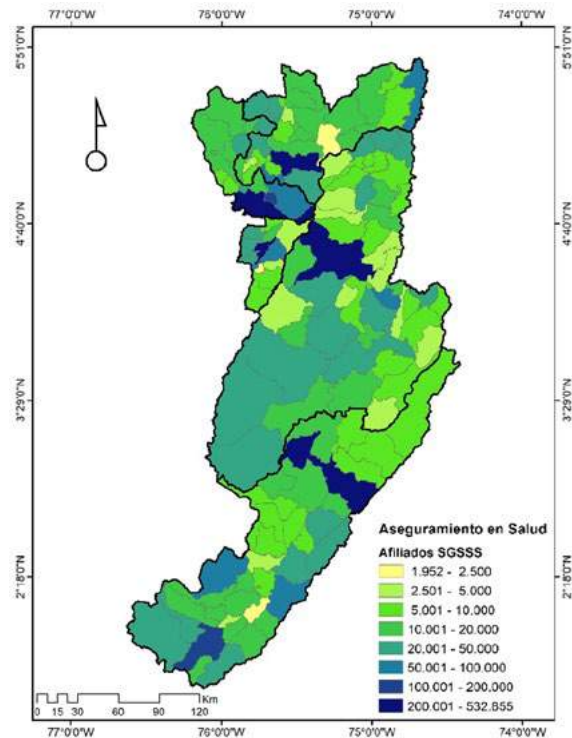 77°0'0"W 76°0'0"W 75°0'0"W 74°0'0"W
5°51'0"N 5°51'0"N
4°40'0"N 4°40'0"N
3°29'0"N 3°29'0"N
2°18'0"N 2°18'0"N
Aseguramiento en Salud
Afiliados SGSSS
1.952 - 2.500
2.501 - 5.000
5.001 - 10.000
10.001 - 20.000
20.001 - 50.000
50.001 - 100.000
100.001 - 200.000
200.001 - 532.855
Km
0 15 30 60 90 120
77°0'0"W 76°0'0"W 75°0'0"W 74°0'0"W